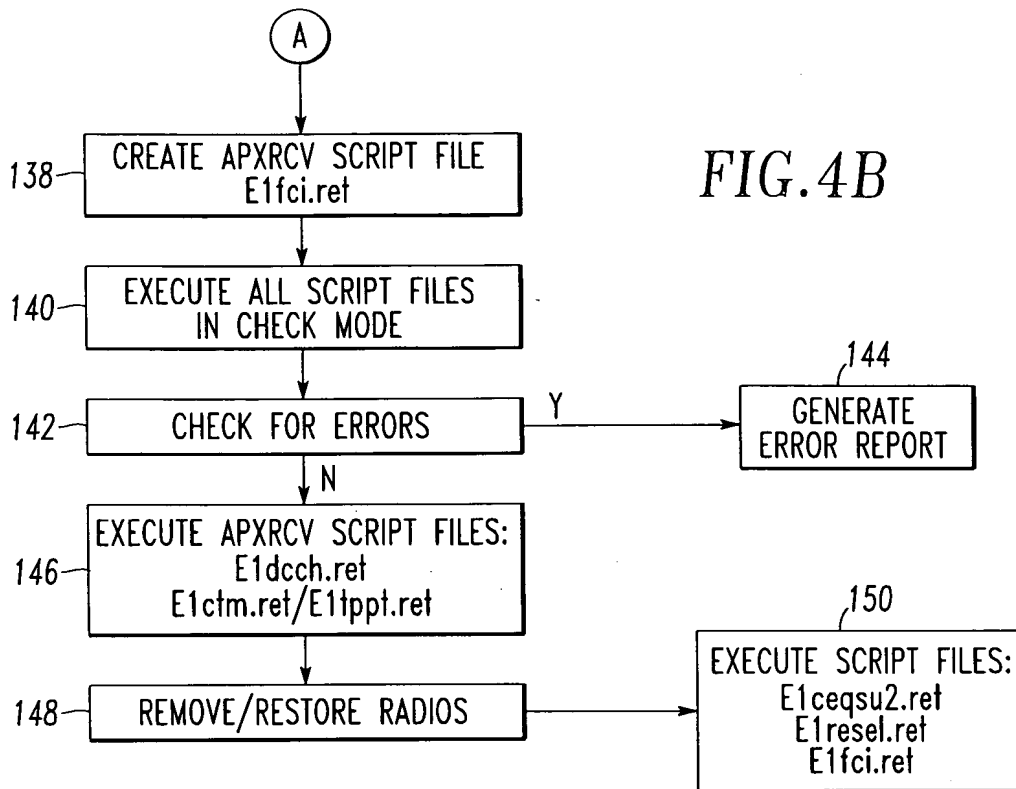 A
138
CREATE APXRCV SCRIPT FILE
E1fci.ret
FIG.4B
140
EXECUTE ALL SCRIPT FILES
IN CHECK MODE
142
CHECK FOR ERRORS
Y
144
GENERATE
ERROR REPORT
N
146
EXECUTE APXRCV SCRIPT FILES:
E1dcch.ret
E1ctm.ret/E1tppt.ret
148
REMOVE/RESTORE RADIOS
150
EXECUTE SCRIPT FILES:
E1ceqsu2.ret
E1resel.ret
E1fci.ret